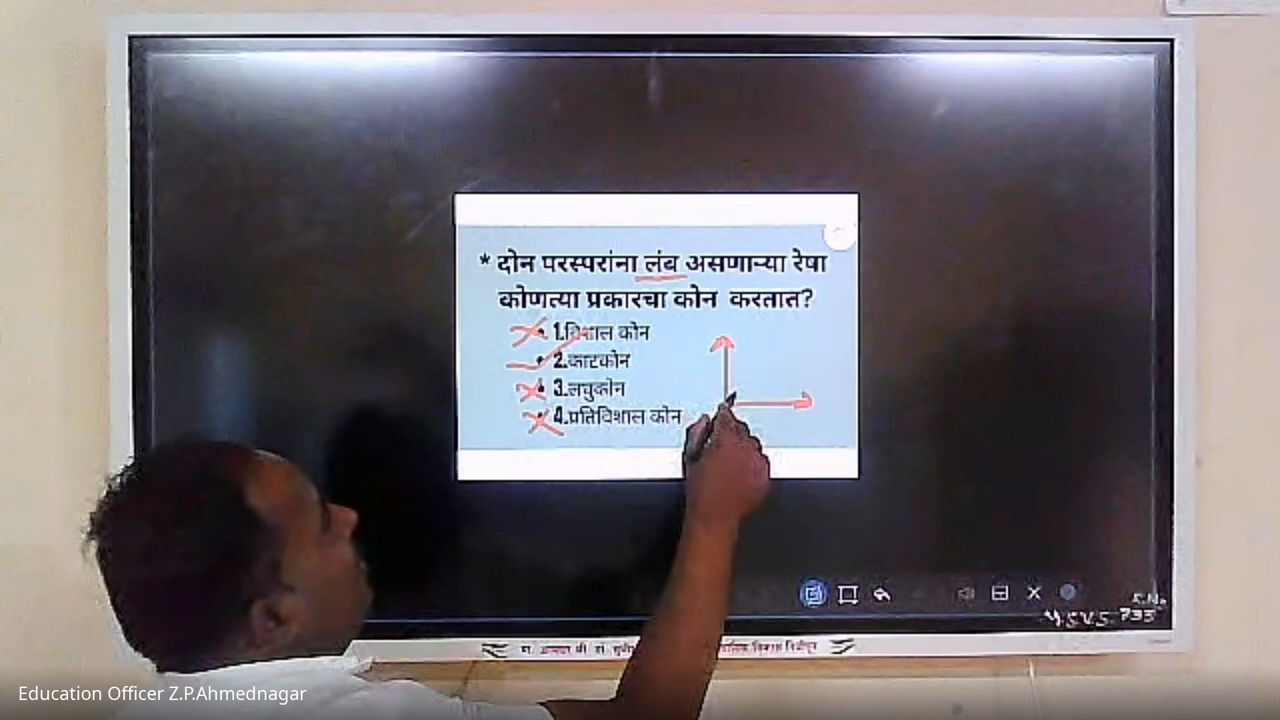 * दोन परस्परांना लंब असणाऱ्या रेषा
कोणत्या प्रकारचा कोन करतात?
1.विशाल कोन
2.काटकोन
3.लघुकोन
4.प्रतिविशाल कोन
Education Officer Z.P.Ahmednagar